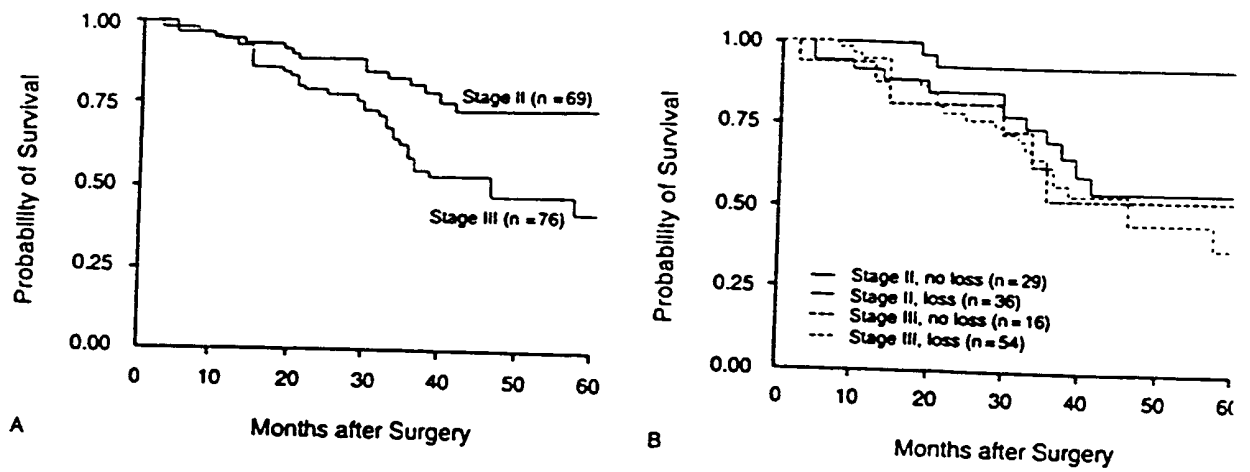 Probability of Survival
1.00
0.75
0.50
0.25
0.00
Stage II (n = 69)
Stage III (n = 76)
0 10 20 30 40 50 60
Months after Surgery
A
Probability of Survival
1.00
0.75
0.50
0.25
0.00
Stage II, no loss (n = 29)
Stage II, loss (n = 36)
Stage III, no loss (n = 16)
Stage III, loss (n = 54)
0 10 20 30 40 50 60
Months after Surgery
B